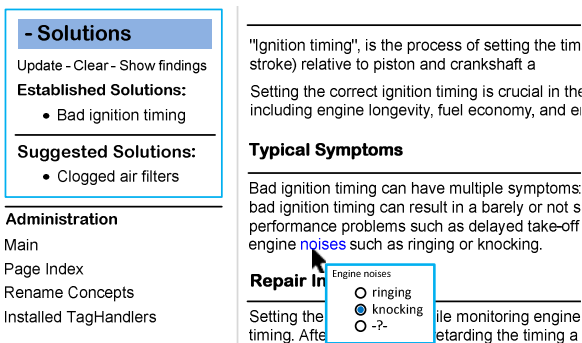 - Solutions
Update - Clear - Show findings
Established Solutions:
• Bad ignition timing
Suggested Solutions:
• Clogged air filters
Administration
Main
Page Index
Rename Concepts
Installed TagHandlers
"Ignition timing", is the process of setting the tim
stroke) relative to piston and crankshaft a
Setting the correct ignition timing is crucial in the
including engine longevity, fuel economy, and e
Typical Symptoms
Bad ignition timing can have multiple symptoms:
bad ignition timing can result in a barely or not s
performance problems such as delayed take-off
engine noises such as ringing or knocking.
Repair In
Engine noises
ringing
knocking
-?-
Setting the ile monitoring engine
timing. Afte etarding the timing a